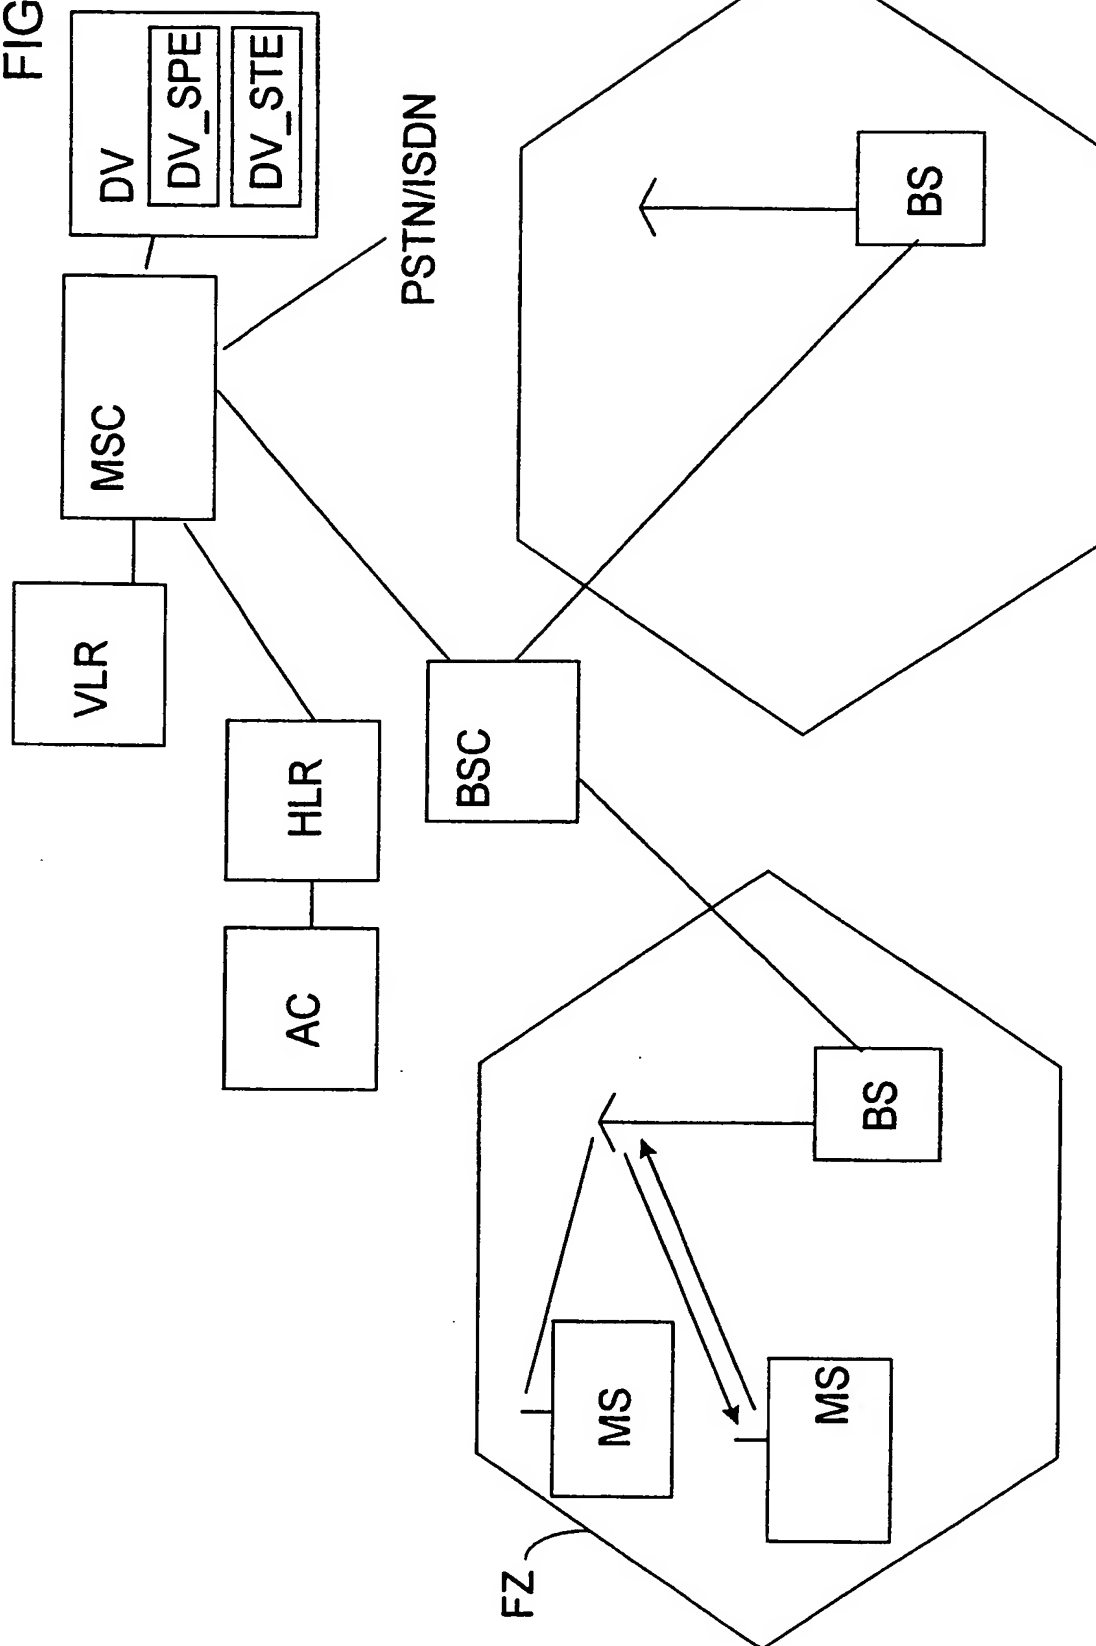 FIG
DV
DV_SPE
DV_STE
MSC
VLR
PSTN/ISDN
HLR
AC
BSC
BS
BS
MS
MS
FZ